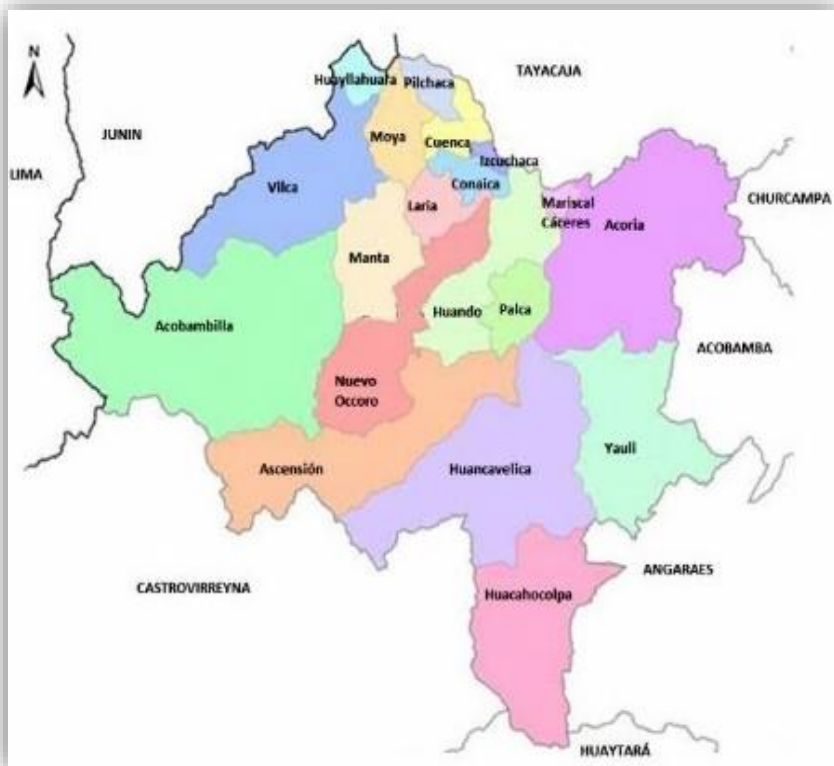 N
TAYACAJA
Huayllahuara
Pilchaca
JUNIN
Moya
Cuenca
Izcuchaca
LIMA
Vilca
Conaica
CHURCAMPA
Laria
Mariscal
Cáceres
Acoria
Manta
Acobambilla
Huando
Palca
ACOBAMBA
Nuevo
Occoro
Yauli
Ascensión
Huancavelica
CASTROVIRREYNA
ANGARAES
Huacahocolpa
HUAYTARÁ